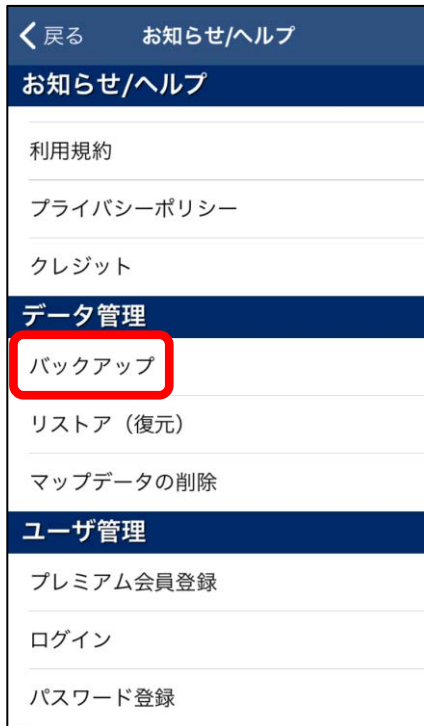 戻る お知らせ/ヘルプ
お知らせ/ヘルプ
利用規約
プライバシーポリシー
クレジット
データ管理
バックアップ
リストア（復元）
マップデータの削除
ユーザ管理
プレミアム会員登録
ログイン
パスワード登録